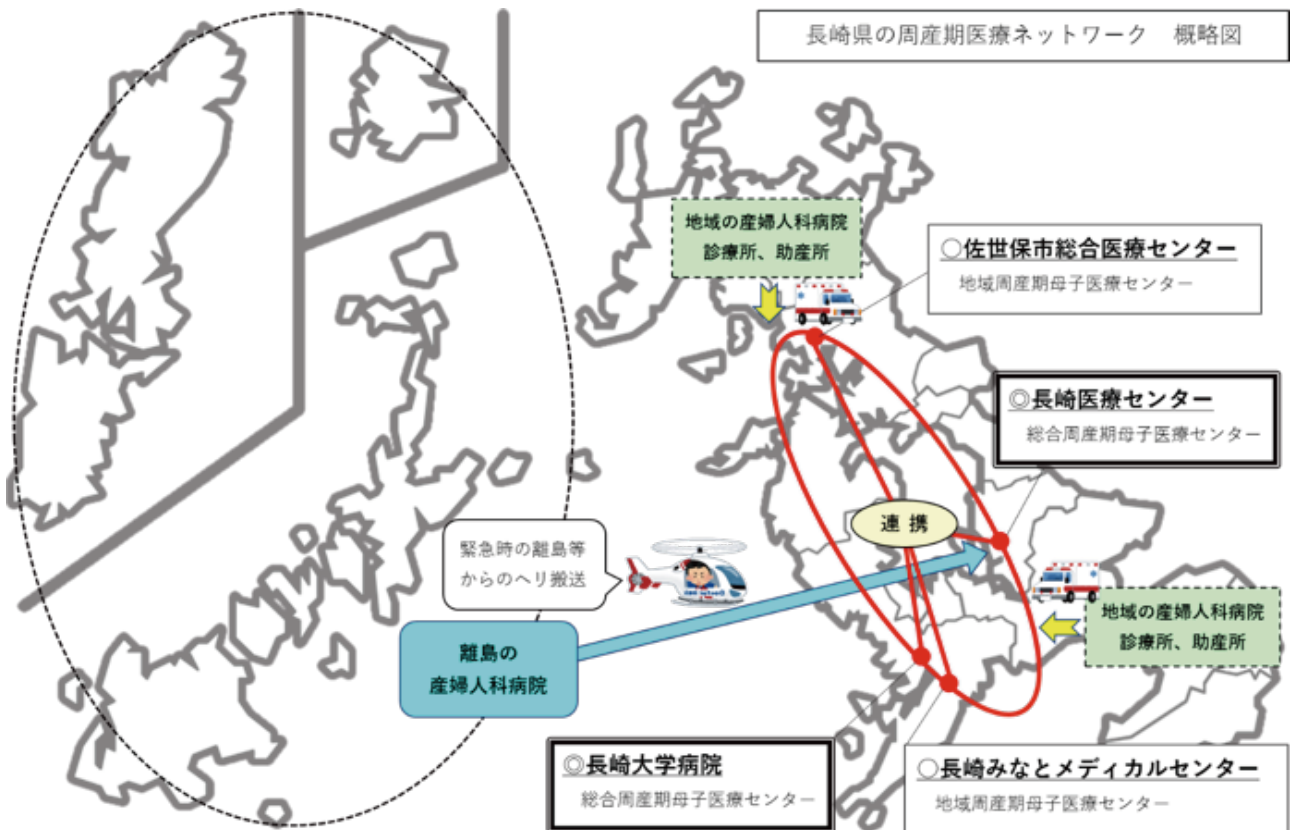 長崎県の周産期医療ネットワーク　概略図
地域の産婦人科病院
診療所、助産所
○佐世保市総合医療センター
地域周産期母子医療センター
◎長崎医療センター
総合周産期母子医療センター
連 携
緊急時の離島等
からのヘリ搬送
離島の
産婦人科病院
地域の産婦人科病院
診療所、助産所
◎長崎大学病院
総合周産期母子医療センター
○長崎みなとメディカルセンター
地域周産期母子医療センター